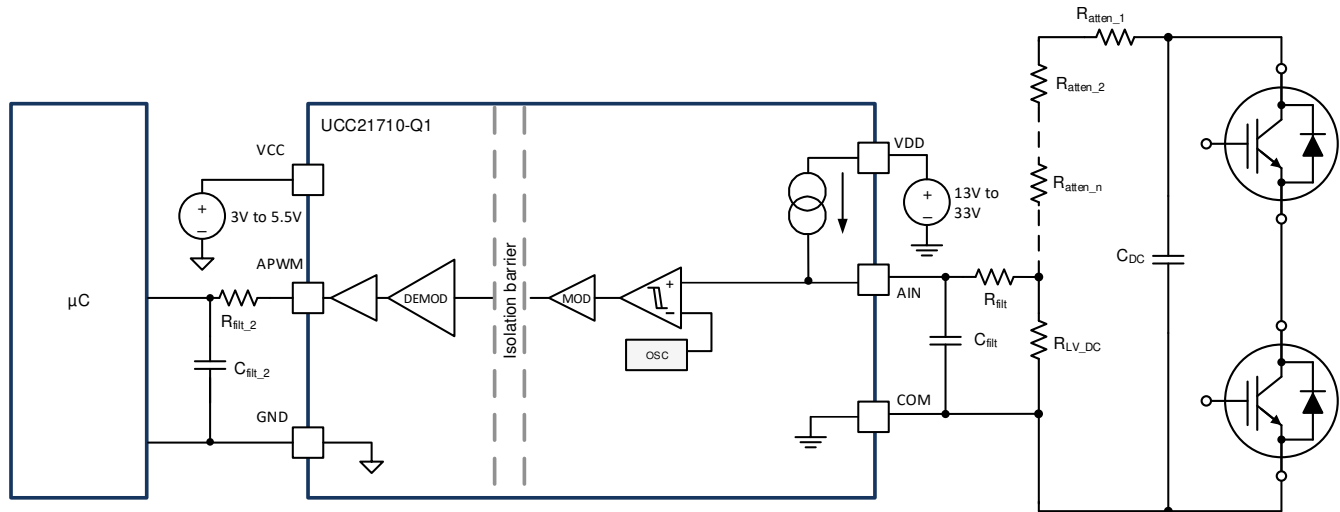 R_atten_1
UCC21710-Q1
R_atten_2
VCC
VDD
3V to 5.5V
13V to
33V
R_atten_n
Isolation barrier
APWM
C_DC
µC
DEMOD
MOD
+
−
AIN
R_filt
R_filt_2
OSC
C_filt
R_LV_DC
C_filt_2
COM
GND